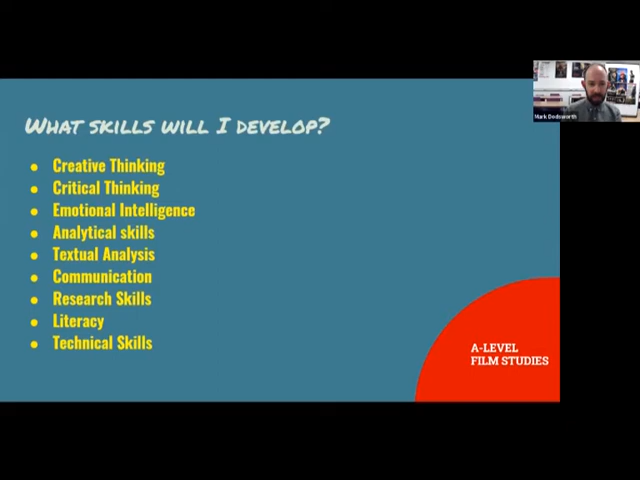 What skills will I develop?
Creative Thinking
Critical Thinking
Emotional Intelligence
Analytical skills
Textual Analysis
Communication
Research Skills
Literacy
Technical Skills
A-LEVEL
FILM STUDIES
Mark Dodsworth